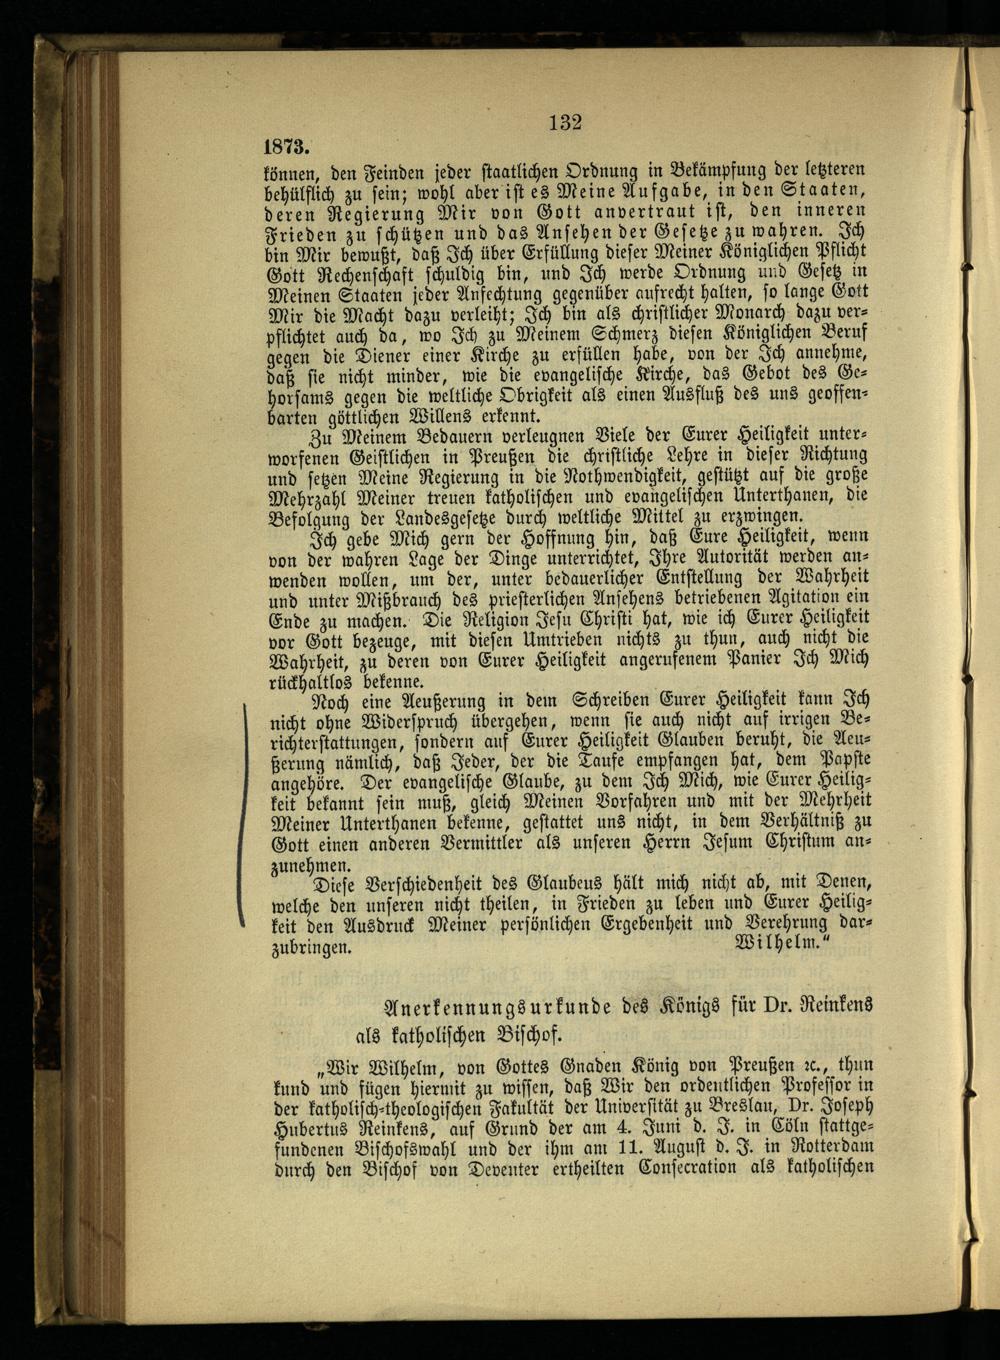 132
1873.
können, den Feinden jeder staatlichen Ordnung in Bekämpfung der letzteren
behülflich zu sein; wohl aber ist es Meine Aufgabe, in den Staaten,
deren Regierung Mir von Gott anvertraut ist, den inneren
Frieden zu schützen und das Ansehen der Gesetze zu wahren. Ich
bin Mir bewußt, daß Ich über Erfüllung dieser Meiner Königlichen Pflicht
Gott Rechenschaft schuldig bin, und Ich werde Ordnung und Gesetz in
Meinen Staaten jeder Anfechtung gegenüber aufrecht halten, so lange Gott
Mir die Macht dazu verleiht; Ich bin als christlicher Monarch dazu ver-
pflichtet auch da, wo Ich zu Meinem Schmerz diesen Königlichen Beruf
gegen die Diener einer Kirche zu erfüllen habe, von der Ich annehme,
daß sie nicht minder, wie die evangelische Kirche, das Gebot des Ge-
horsams gegen die weltliche Obrigkeit als einen Ausfluß des uns geoffen-
barten göttlichen Willens erkennt.
Zu Meinem Bedauern verleugnen Viele der Eurer Heiligkeit unter-
worfenen Geistlichen in Preußen die christliche Lehre in dieser Richtung
und setzen Meine Regierung in die Nothwendigkeit, gestützt auf die große
Mehrzahl Meiner treuen katholischen und evangelischen Unterthanen, die
Befolgung der Landesgesetze durch weltliche Mittel zu erzwingen.
Ich gebe Mich gern der Hoffnung hin, daß Eure Heiligkeit, wenn
von der wahren Lage der Dinge unterrichtet, Ihre Autorität werden an-
wenden wollen, um der, unter bedauerlicher Entstellung der Wahrheit
und unter Mißbrauch des priesterlichen Ansehens betriebenen Agitation ein
Ende zu machen. Die Religion Jesu Christi hat, wie ich Eurer Heiligkeit
vor Gott bezeuge, mit diesen Umtrieben nichts zu thun, auch nicht die
Wahrheit, zu deren von Eurer Heiligkeit angerufenem Panier Ich Mich
rückhaltlos bekenne.
Noch eine Aeußerung in dem Schreiben Eurer Heiligkeit kann Ich
nicht ohne Widerspruch übergehen, wenn sie auch nicht auf irrigen Be-
richterstattungen, sondern auf Eurer Heiligkeit Glauben beruht, die Aeu-
ßerung nämlich, daß Jeder, der die Taufe empfangen hat, dem Papste
angehöre. Der evangelische Glaube, zu dem Ich Mich, wie Eurer Heilig-
keit bekannt sein muß, gleich Meinen Vorfahren und mit der Mehrheit
Meiner Unterthanen bekenne, gestattet uns nicht, in dem Verhältniß zu
Gott einen anderen Vermittler als unseren Herrn Jesum Christum an-
zunehmen.
Diese Verschiedenheit des Glaubens hält mich nicht ab, mit Denen,
welche den unseren nicht theilen, in Frieden zu leben und Eurer Heilig-
keit den Ausdruck Meiner persönlichen Ergebenheit und Verehrung dar-
zubringen. Wilhelm.“
Anerkennungsurkunde des Königs für Dr. Reinkens
als katholischen Bischof.
„Wir Wilhelm, von Gottes Gnaden König von Preußen ꝛc., thun
kund und fügen hiermit zu wissen, daß Wir den ordentlichen Professor in
der katholisch-theologischen Fakultät der Universität zu Breslau, Dr. Joseph
Hubertus Reinkens, auf Grund der am 4. Juni d. J. in Cöln stattge-
fundenen Bischofswahl und der ihm am 11. August d. J. in Rotterdam
durch den Bischof von Deventer ertheilten Consecration als katholischen